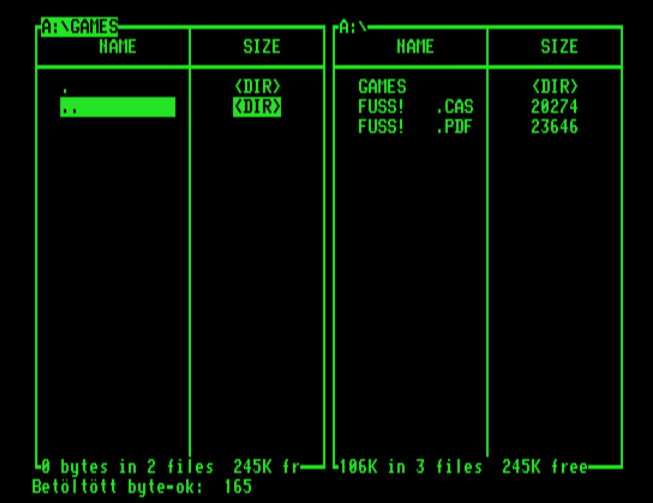 A:\GAMES A:\
NAME SIZE NAME SIZE
. <DIR> GAMES <DIR>
.. <DIR> FUSS! .CAS 20274
FUSS! .PDF 23646
0 bytes in 2 files 245K fr 106K in 3 files 245K free
Betöltött byte-ok: 165